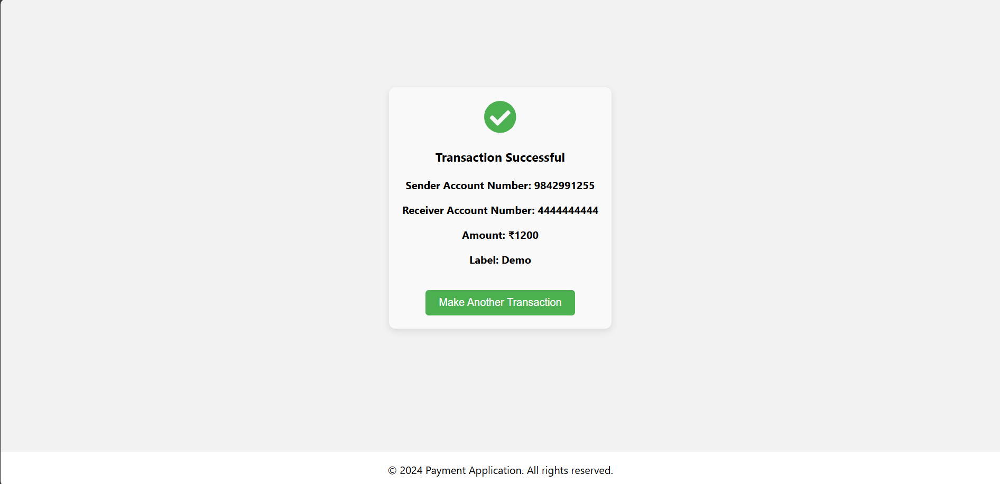 Transaction Successful
Sender Account Number: 9842991255
Receiver Account Number: 4444444444
Amount: ₹1200
Label: Demo
Make Another Transaction
© 2024 Payment Application. All rights reserved.